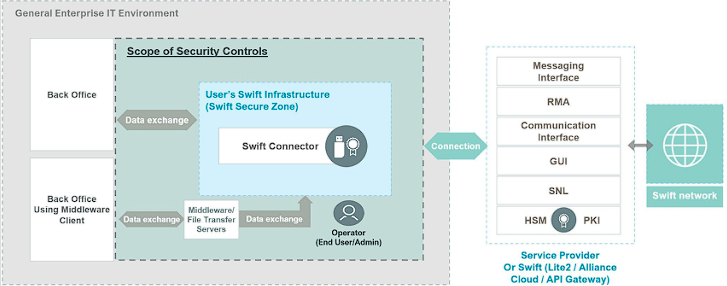 General Enterprise IT Environment
Scope of Security Controls
Back Office
Data exchange
User's Swift Infrastructure
(Swift Secure Zone)
Swift Connector
Back Office
Using Middleware
Client
Data exchange
Middleware/
File Transfer
Servers
Data exchange
Operator
(End User/Admin)
Connection
Messaging
Interface
RMA
Communication
Interface
GUI
SNL
HSM
PKI
Service Provider
Or Swift (Lite2 / Alliance
Cloud / API Gateway)
Swift network